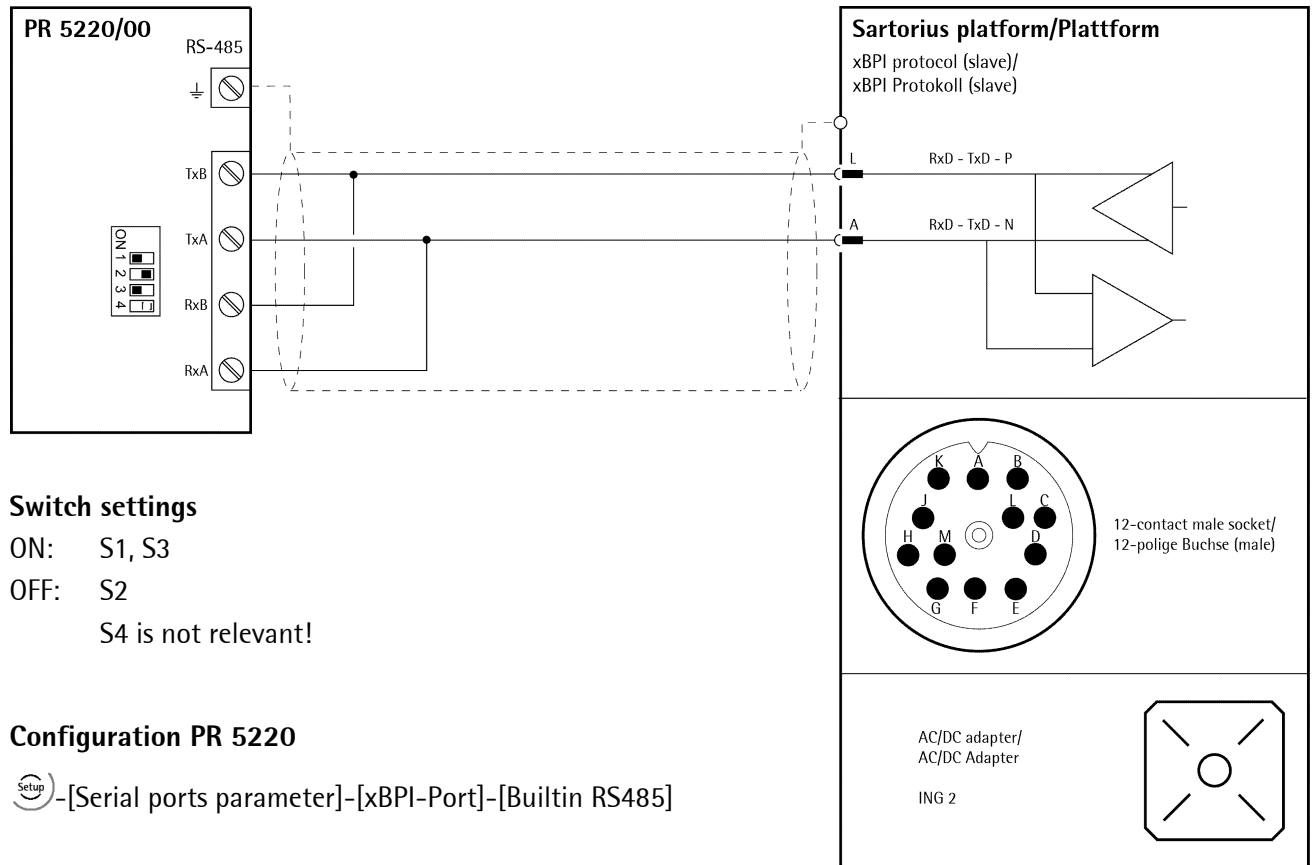 PR 5220/00
RS-485
TxB
TxA
RxB
RxA
ON
1
2
3
4
Sartorius platform/Plattform
xBPI protocol (slave)/
xBPI Protokoll (slave)
L
RxD - TxD - P
A
RxD - TxD - N
K A B
J L C
H M D
G F E
12-contact male socket/
12-polige Buchse (male)
AC/DC adapter/
AC/DC Adapter
ING 2
Switch settings
ON: S1, S3
OFF: S2
S4 is not relevant!
Configuration PR 5220
Setup -[Serial ports parameter]-[xBPI-Port]-[Builtin RS485]